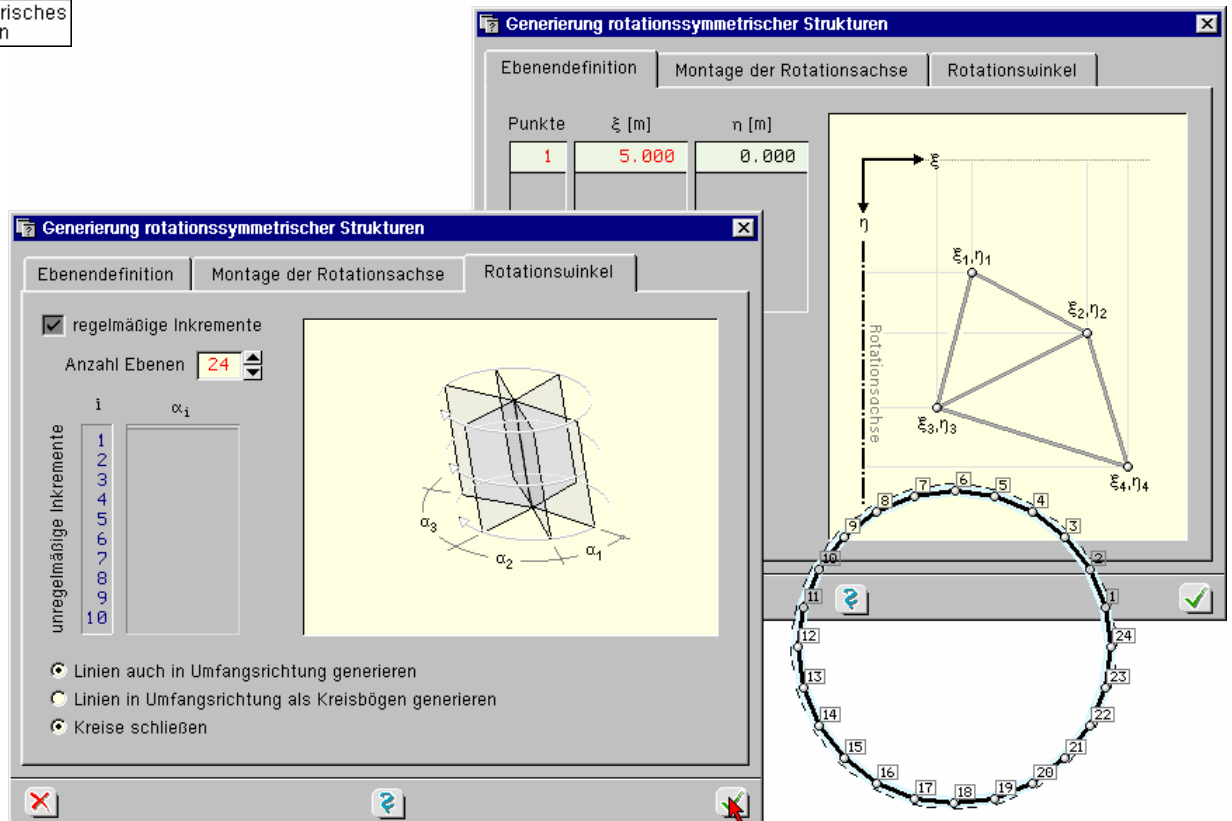 risches
n
Generierung rotationssymmetrischer Strukturen
Ebenendefinition Montage der Rotationsachse Rotationswinkel
Punkte ξ [m] η [m]
1 5.000 0.000
ξ
η
ξ1,η1
ξ2,η2
ξ3,η3
ξ4,η4
Rotationsachse
Generierung rotationssymmetrischer Strukturen
Ebenendefinition Montage der Rotationsachse Rotationswinkel
regelmäßige Inkremente
Anzahl Ebenen 24
i αi
unregelmäßige Inkremente
1
2
3
4
5
6
7
8
9
10
α3
α2
α1
Linien auch in Umfangsrichtung generieren
Linien in Umfangsrichtung als Kreisbögen generieren
Kreise schließen
1
2
3
4
5
6
7
8
9
10
11
12
13
14
15
16
17
18
19
20
21
22
23
24